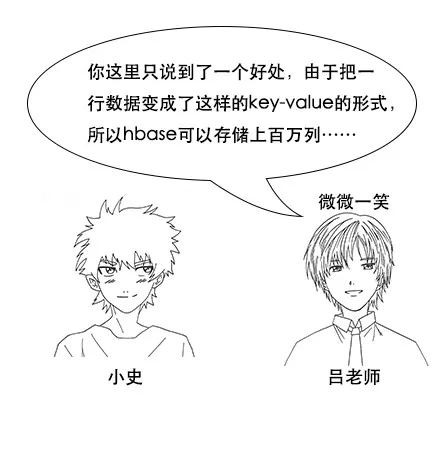 你这里只说到了一个好处，由于把一
行数据变成了这样的key-value的形式，
所以hbase可以存储上百万列……
微微一笑
小史
吕老师